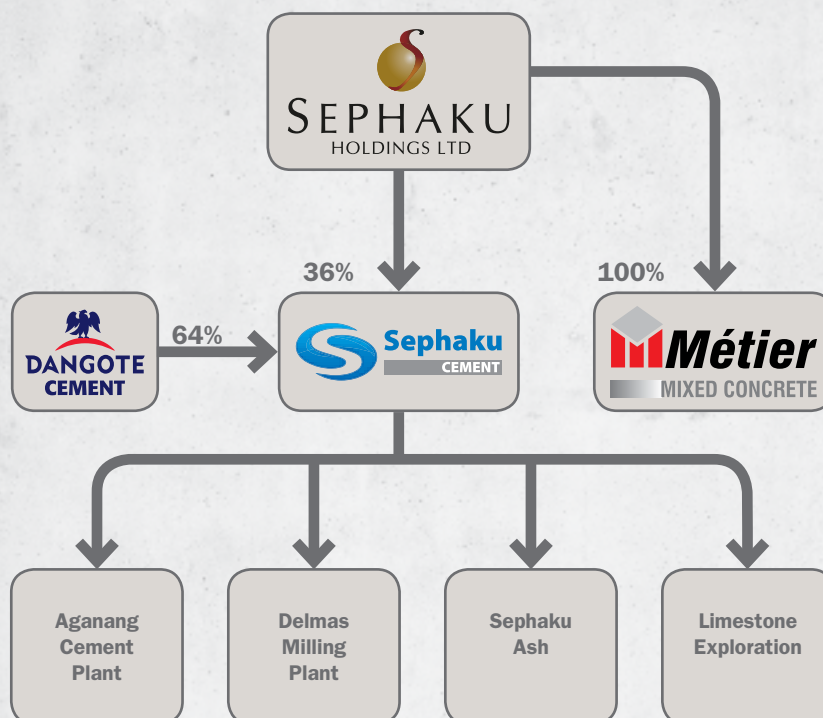 SEPHAKU
HOLDINGS LTD
36%
100%
64%
DANGOTE
CEMENT
Sephaku
CEMENT
Métier
MIXED CONCRETE
Aganang
Cement
Plant
Delmas
Milling
Plant
Sephaku
Ash
Limestone
Exploration